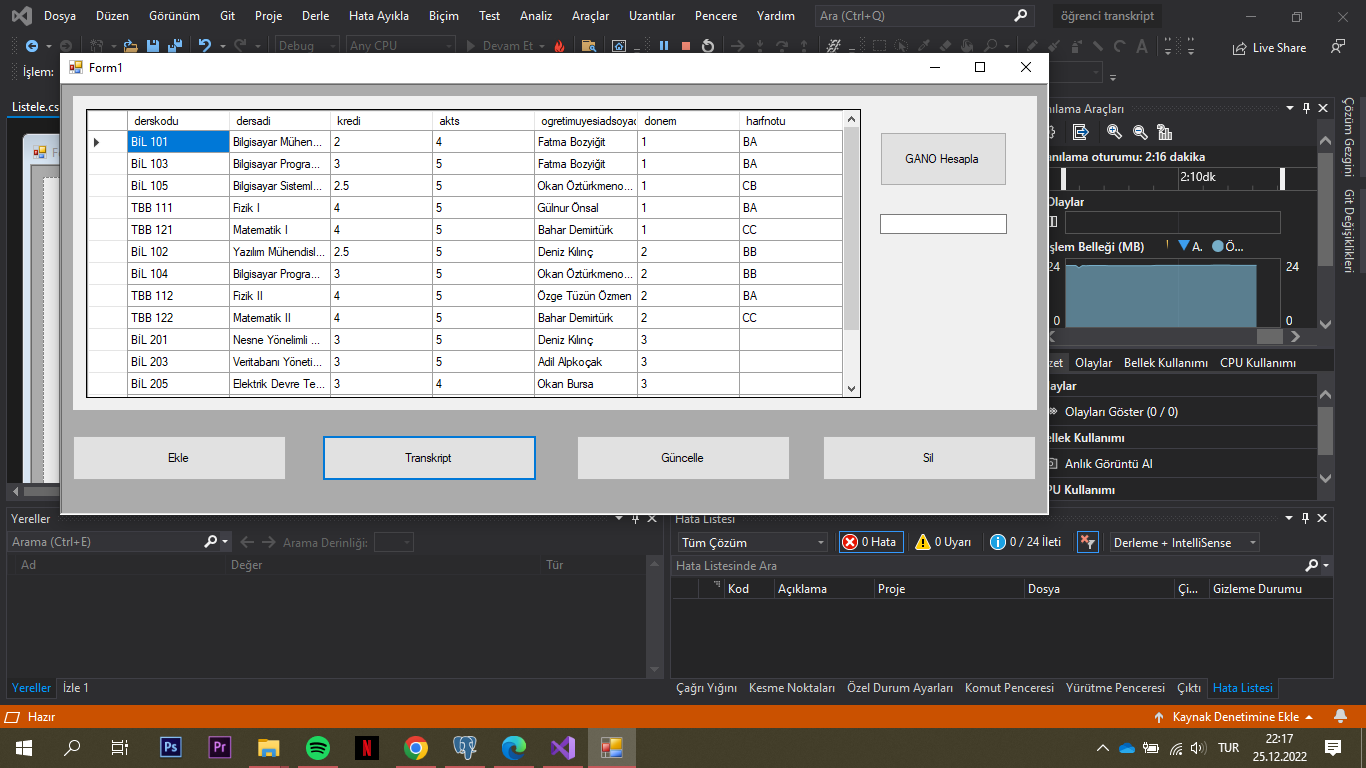 Dosya Düzen Görünüm Git Proje Derle Hata Ayıkla Biçim Test Analiz Araçlar Uzantılar Pencere Yardım Ara (Ctrl+Q) öğrenci transkript
Debug Any CPU Devam Et Live Share
İşlem:
Form1
Listele.cs
derskodu dersadi kredi akts ogretimuyesiadsoyad donem harfnotu
BİL 101 Bilgisayar Mühen... 2 4 Fatma Bozyiğit 1 BA
BİL 103 Bilgisayar Progra... 3 5 Fatma Bozyiğit 1 BA
BİL 105 Bilgisayar Sisteml... 2.5 5 Okan Öztürkmeno... 1 CB
TBB 111 Fizik I 4 5 Gülnur Önsal 1 BA
TBB 121 Matematik I 4 5 Bahar Demirtürk 1 CC
BİL 102 Yazılım Mühendisl... 2.5 5 Deniz Kılınç 2 BB
BİL 104 Bilgisayar Progra... 3 5 Okan Öztürkmeno... 2 BB
TBB 112 Fizik II 4 5 Özge Tüzün Özmen 2 BA
TBB 122 Matematik II 4 5 Bahar Demirtürk 2 CC
BİL 201 Nesne Yönelimli ... 3 5 Deniz Kılınç 3
BİL 203 Veritabanı Yöneti... 3 5 Adil Alpkoçak 3
BİL 205 Elektrik Devre Te... 3 4 Okan Bursa 3
GANO Hesapla
Ekle Transkript Güncelle Sil
nılama Araçları
anılama oturumu: 2:16 dakika
2:10dk
Olaylar
şlem Belleği (MB) A. Ö...
24 24
0 0
zet Olaylar Bellek Kullanımı CPU Kullanımı
aylar
Olayları Göster (0 / 0)
ellek Kullanımı
Anlık Görüntü Al
PU Kullanımı
Çözüm Gezgini
Git Değişiklikleri
Yereller
Arama (Ctrl+E) Arama Derinliği:
Ad Değer Tür
Yereller İzle 1
Hata Listesi
Tüm Çözüm 0 Hata 0 Uyarı 0 / 24 İleti Derleme + IntelliSense
Hata Listesinde Ara
Kod Açıklama Proje Dosya Çi... Gizleme Durumu
Çağrı Yığını Kesme Noktaları Özel Durum Ayarları Komut Penceresi Yürütme Penceresi Çıktı Hata Listesi
Hazır Kaynak Denetimine Ekle
Ps Pr N TUR 22:17
25.12.2022